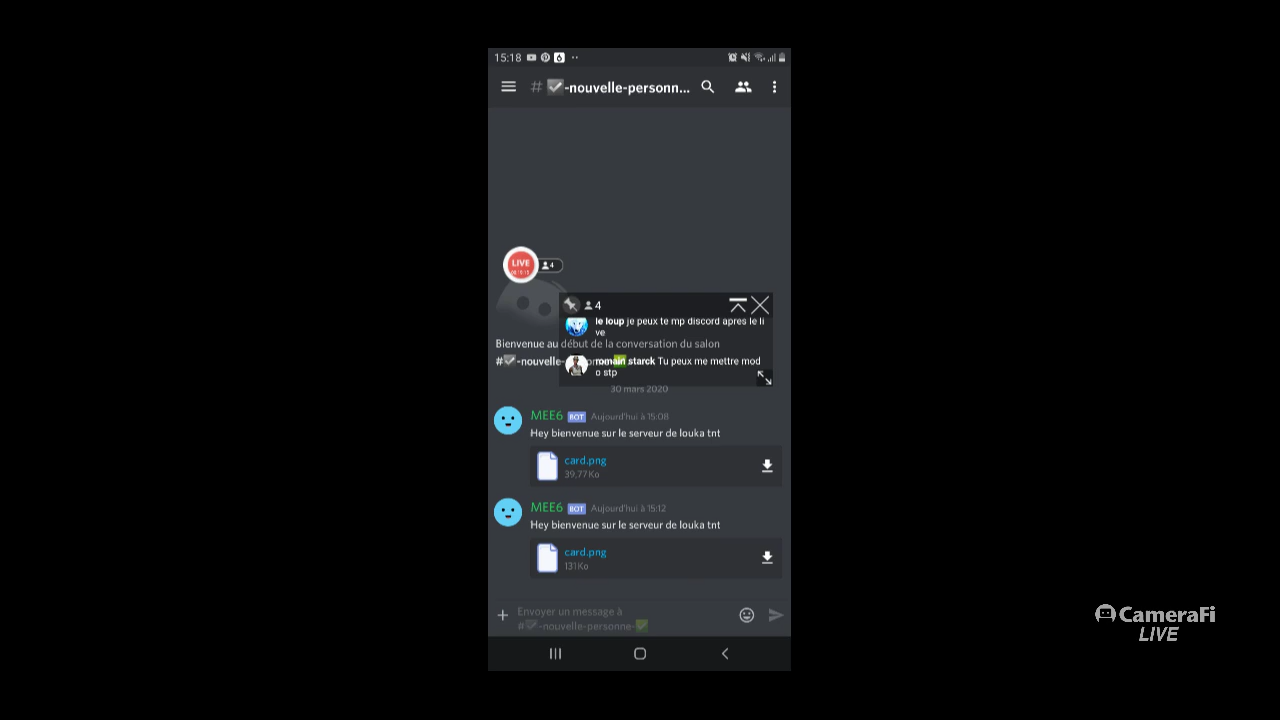 15:18
# ✅-nouvelle-personn...
LIVE
4
4
le loup je peux te mp discord apres le li
ve
Bienvenue au début de la conversation du salon
romain starck Tu peux me mettre mod
o stp
#✅-nouvelle-
30 mars 2020
MEE6 BOT Aujourd'hui à 15:08
Hey bienvenue sur le serveur de louka tnt
card.png
39,77Ko
MEE6 BOT Aujourd'hui à 15:12
Hey bienvenue sur le serveur de louka tnt
card.png
131Ko
Envoyer un message à
#✅-nouvelle-personne-✅
CameraFi
LIVE